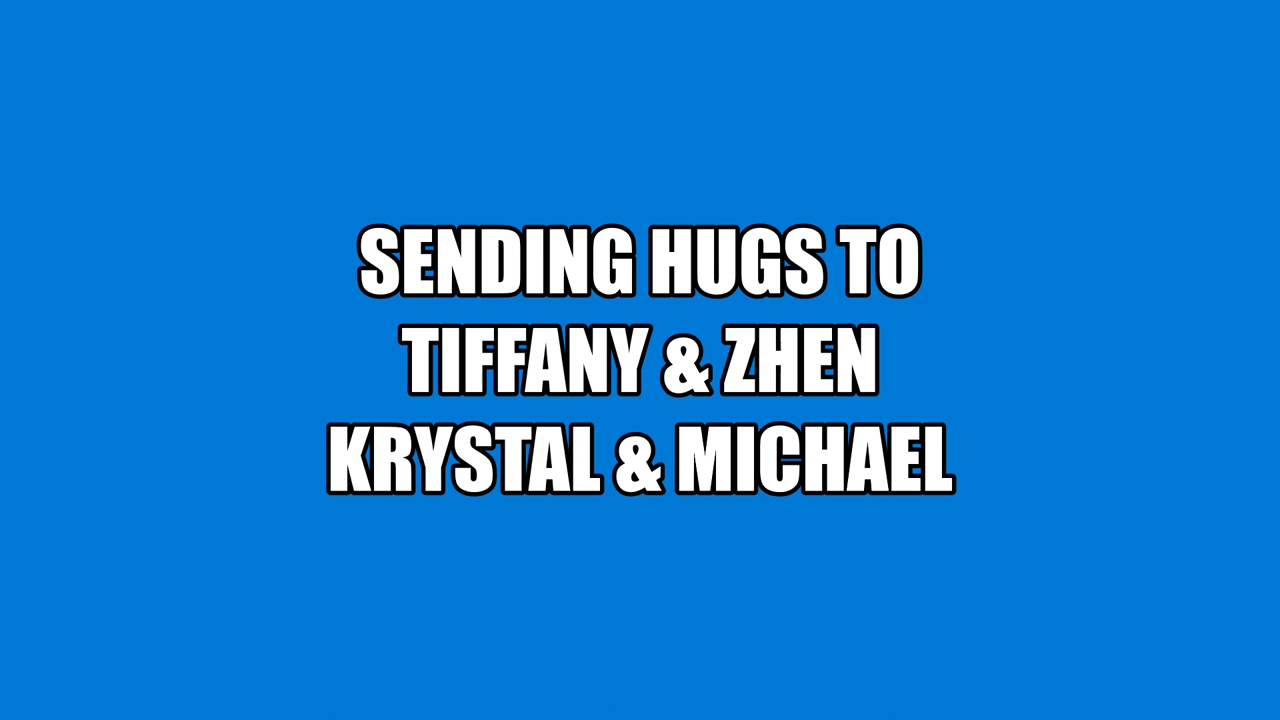 SENDING HUGS TO
TIFFANY & ZHEN
KRYSTAL & MICHAEL